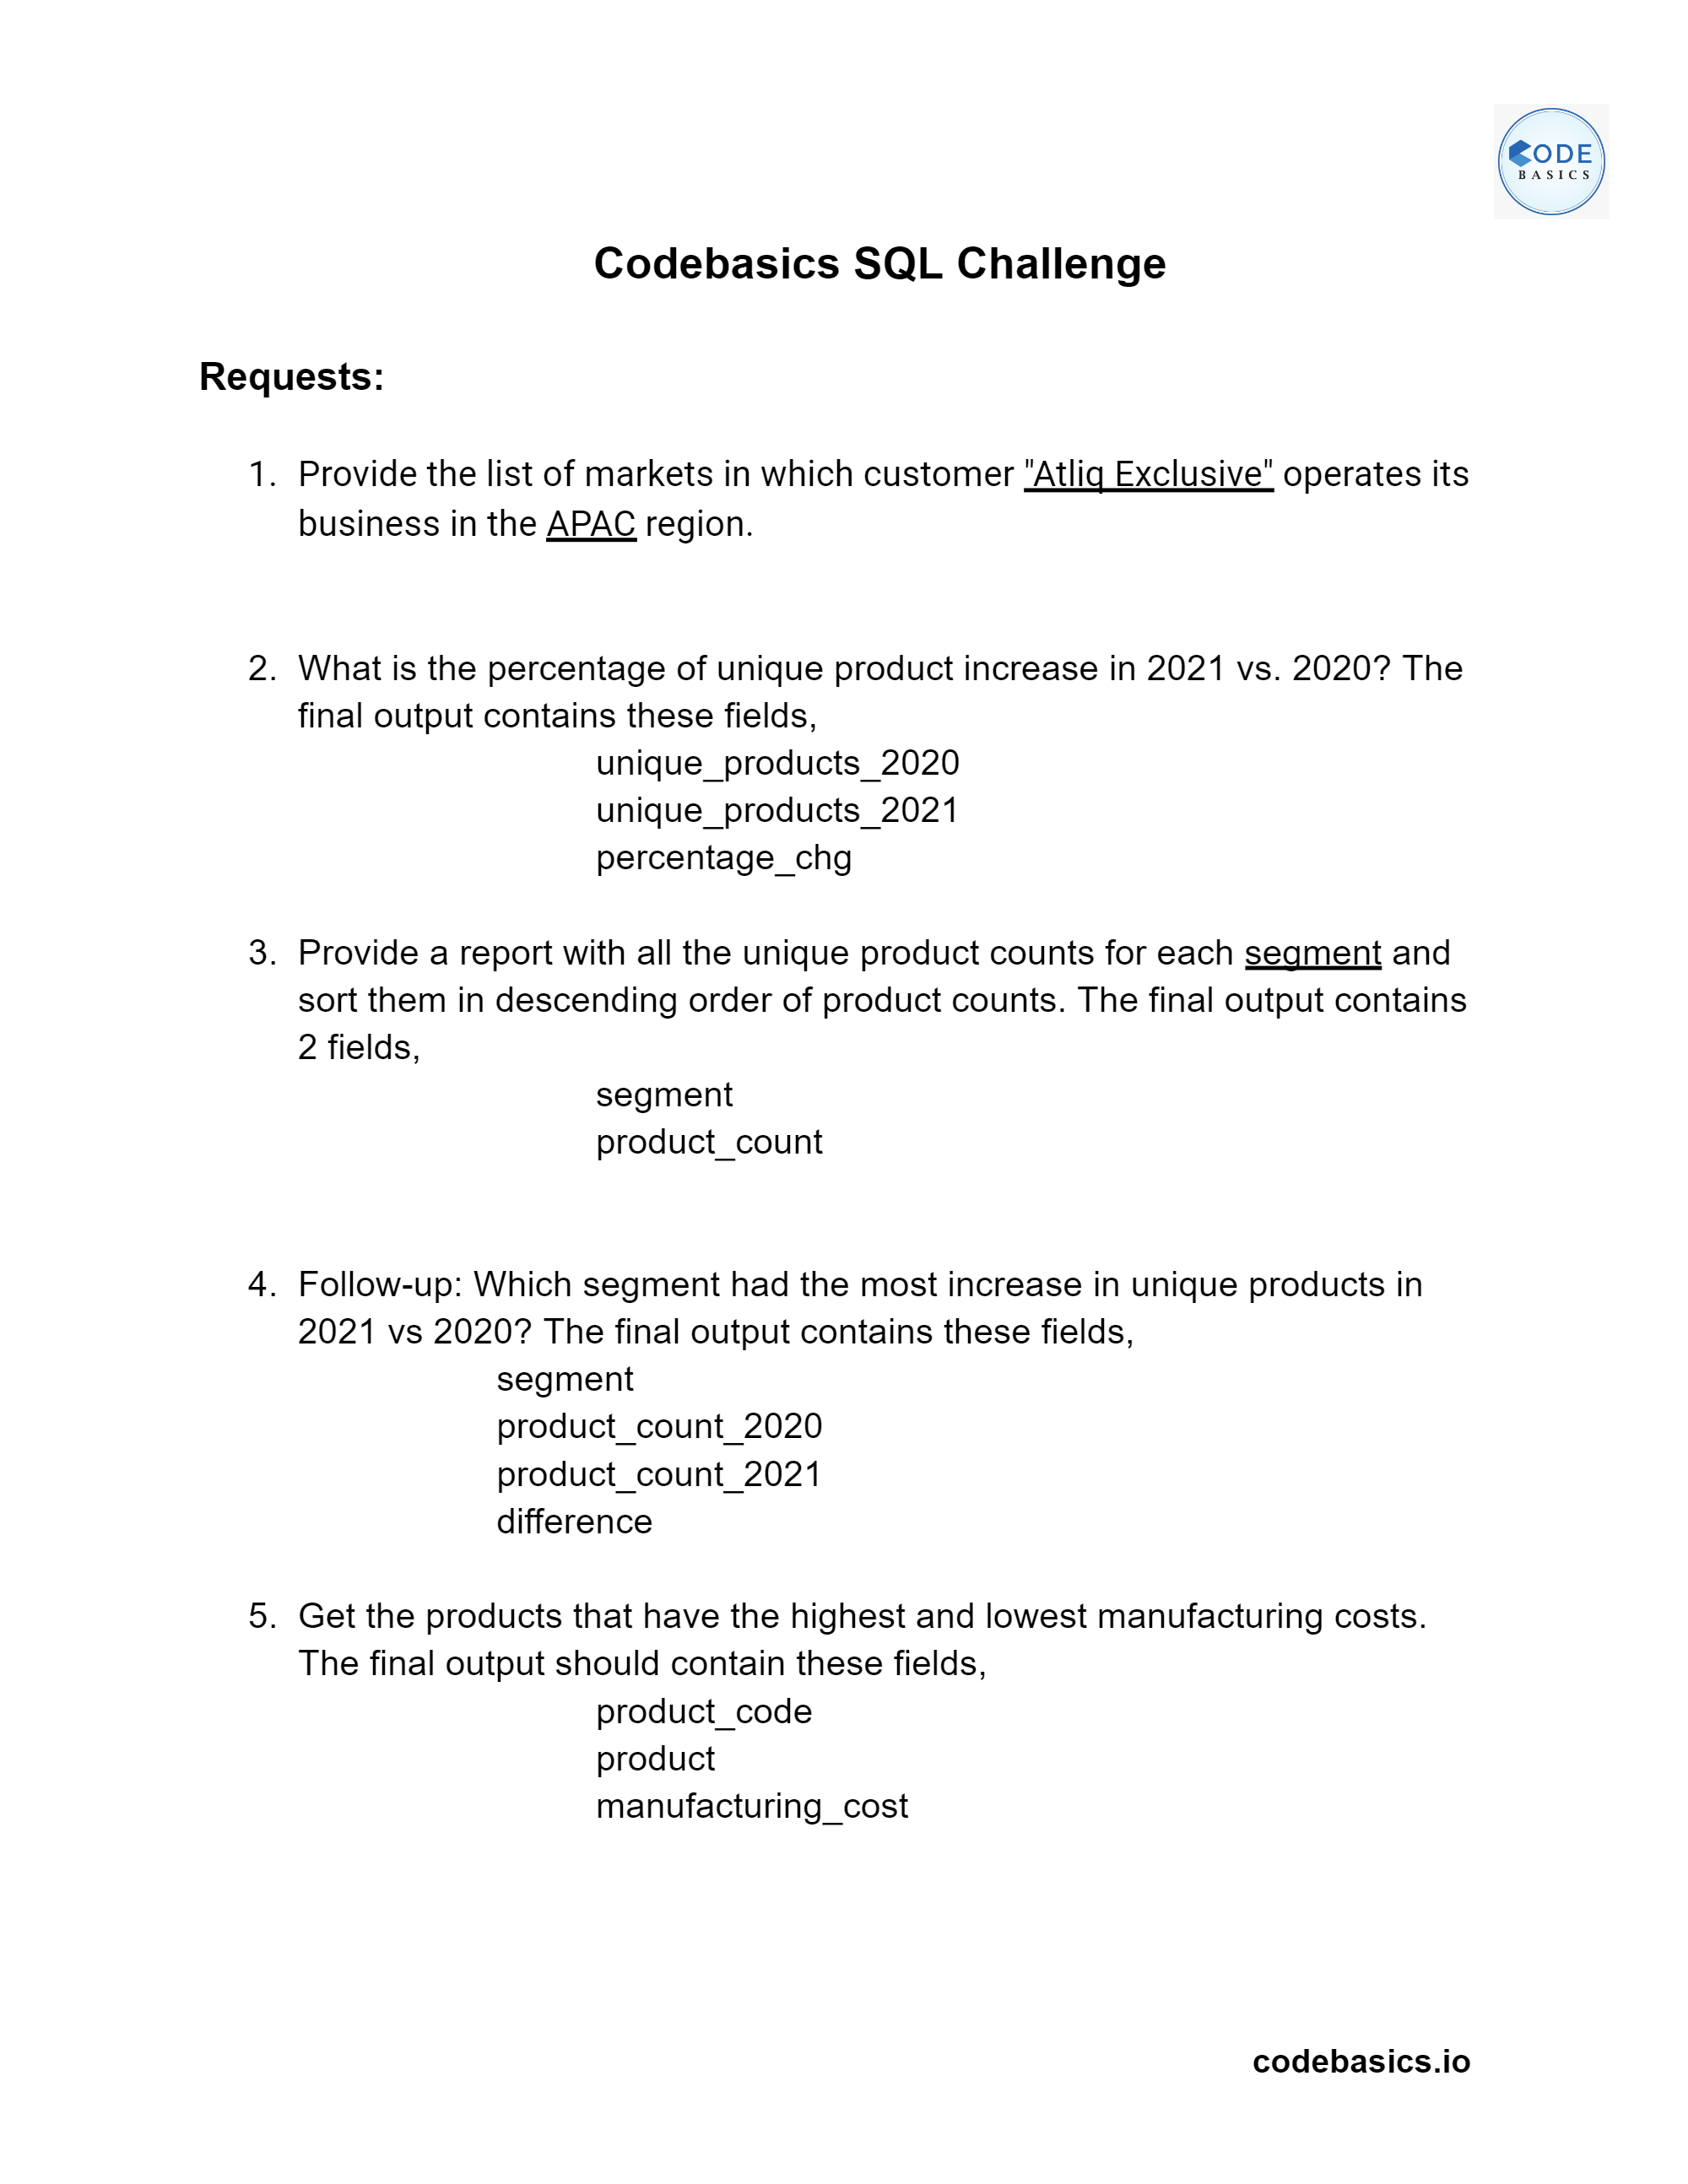 CODE
BASICS
Codebasics SQL Challenge
Requests:
1. Provide the list of markets in which customer "Atliq Exclusive" operates its
business in the APAC region.
2. What is the percentage of unique product increase in 2021 vs. 2020? The
final output contains these fields,
unique_products_2020
unique_products_2021
percentage_chg
3. Provide a report with all the unique product counts for each segment and
sort them in descending order of product counts. The final output contains
2 fields,
segment
product_count
4. Follow-up: Which segment had the most increase in unique products in
2021 vs 2020? The final output contains these fields,
segment
product_count_2020
product_count_2021
difference
5. Get the products that have the highest and lowest manufacturing costs.
The final output should contain these fields,
product_code
product
manufacturing_cost
codebasics.io